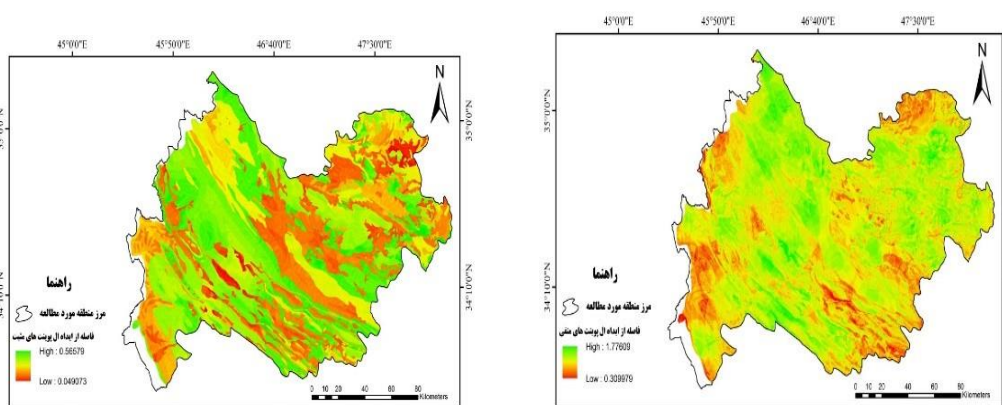 45°0'0"E 45°50'0"E 46°40'0"E 47°30'0"E
N
35°0'0"N
34°10'0"N
راهنما
مرز منطقه مورد مطالعه
فاصله از ایداه ال پوینت های مثبت
High : 0.56579
Low : 0.049073
0 10 20 40 60 80
Kilometers
45°0'0"E 45°50'0"E 46°40'0"E 47°30'0"E
N
35°0'0"N
34°10'0"N
راهنما
مرز منطقه مورد مطالعه
فاصله از ایداه ال پوینت های منفی
High : 1.77609
Low : 0.309979
0 10 20 40 60 80
Kilometers